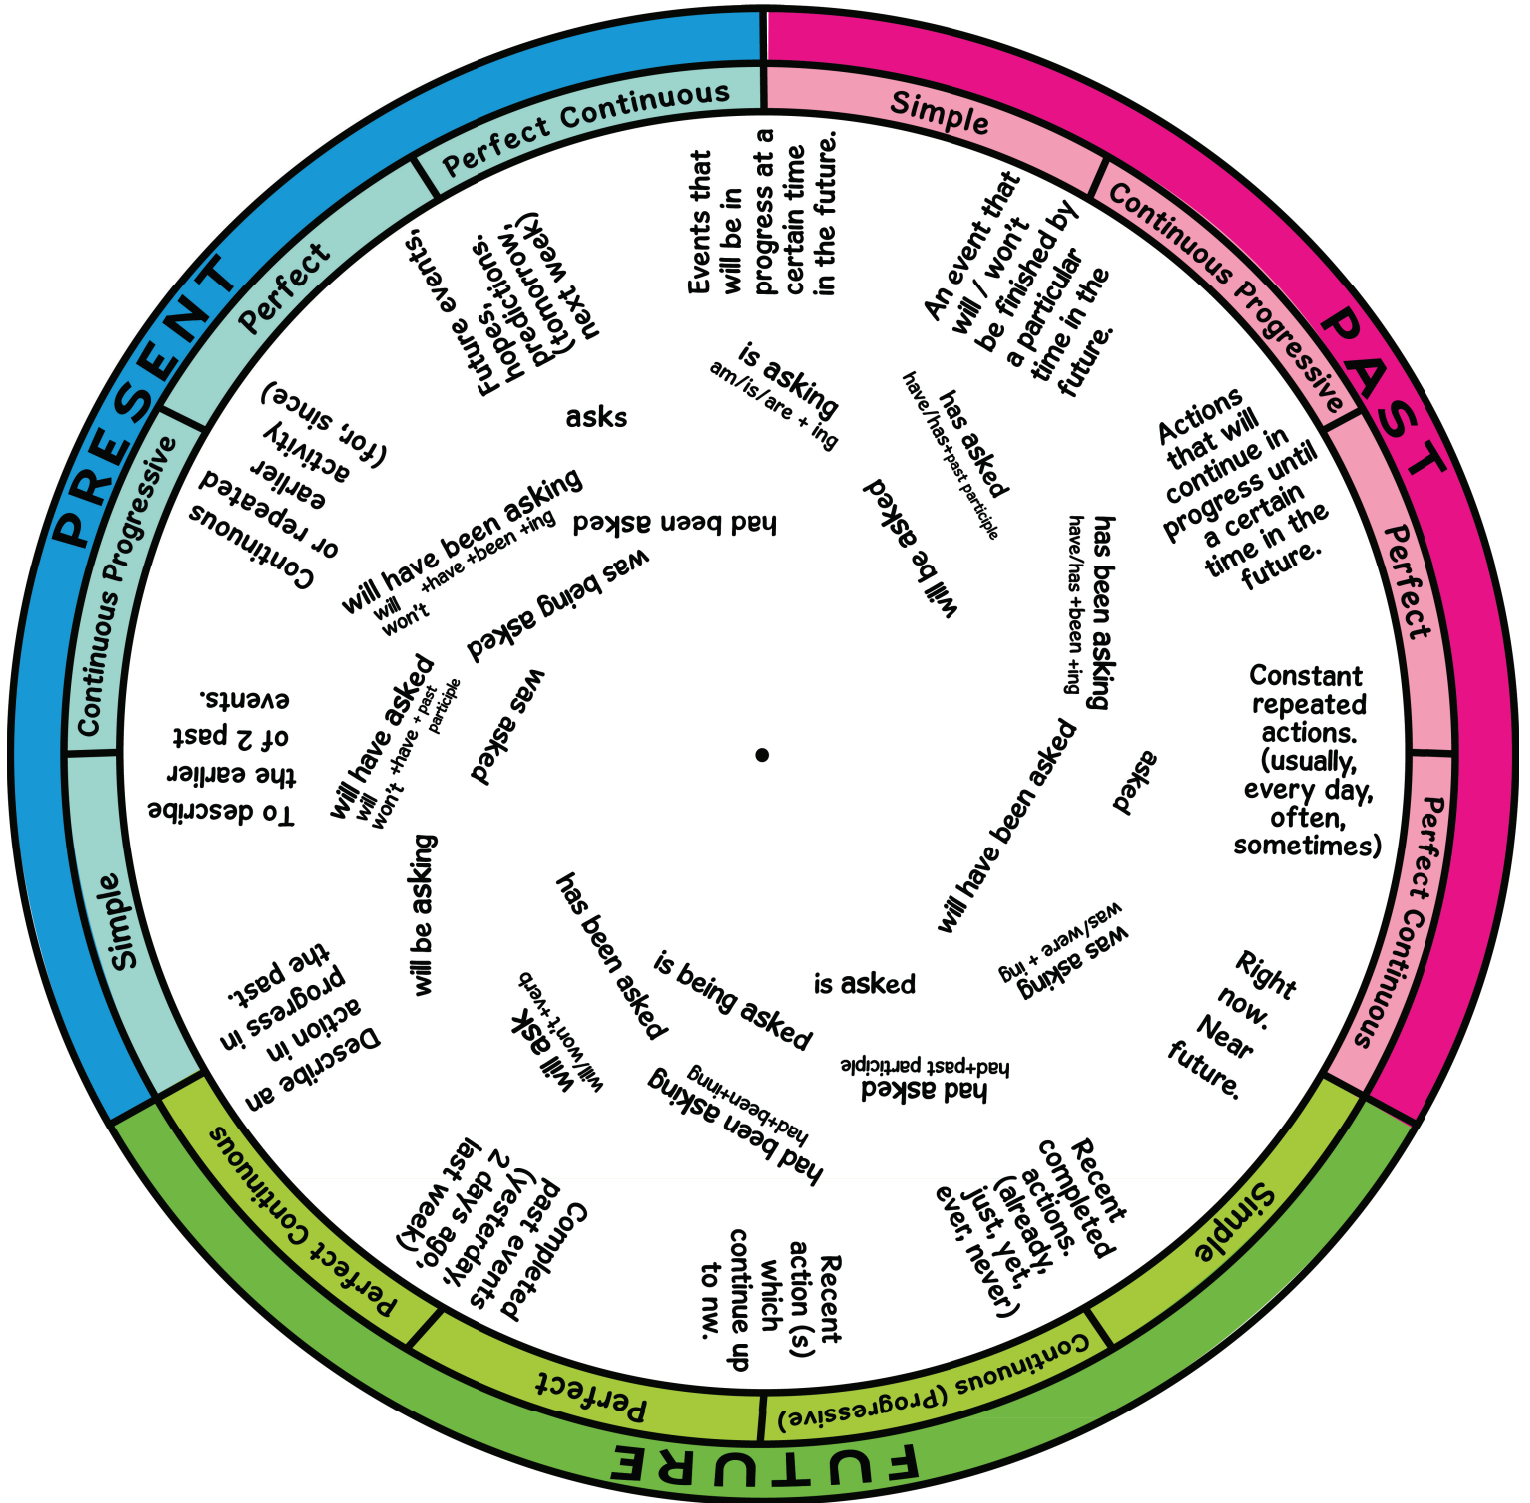 PAST
Simple
Continuous Progressive
Perfect
Perfect Continuous
FUTURE
Simple
Continuous (Progressive)
Perfect
Perfect Continuous
PRESENT
Simple
Continuous Progressive
Perfect
Perfect Continuous
Events that
will be in
progress at a
certain time
in the future.
An event that
will / won't
be finished by
a particular
time in the
future.
Actions
that will
continue in
progress until
a certain
time in the
future.
Constant
repeated
actions.
(usually,
every day,
often,
sometimes)
Right
now.
Near
future.
Recent
completed
actions.
(already,
just, yet,
ever, never)
Recent
action (s)
which
continue up
to nw.
Completed
past events
(yesterday,
2 days ago,
last week)
Describe an
action in
progress in
the past.
To describe
the earlier
of 2 past
events.
Continuous
or repeated
earlier
activity
(for, since)
Future events,
hopes,
predictions.
(tomorrow,
next week)
asks
is asking
am/is/are + ing
has asked
have/has+past participle
has been asking
have/has +been +ing
asked
was asking
was/were + ing
had asked
had+past participle
had been asking
had+been+inng
will ask
will/won't +verb
will be asking
will have asked
will +have + past
won't participle
will have been asking
will +have +been +ing
won't
had been asked
will be asked
will have been asked
is asked
is being asked
has been asked
was asked
was being asked